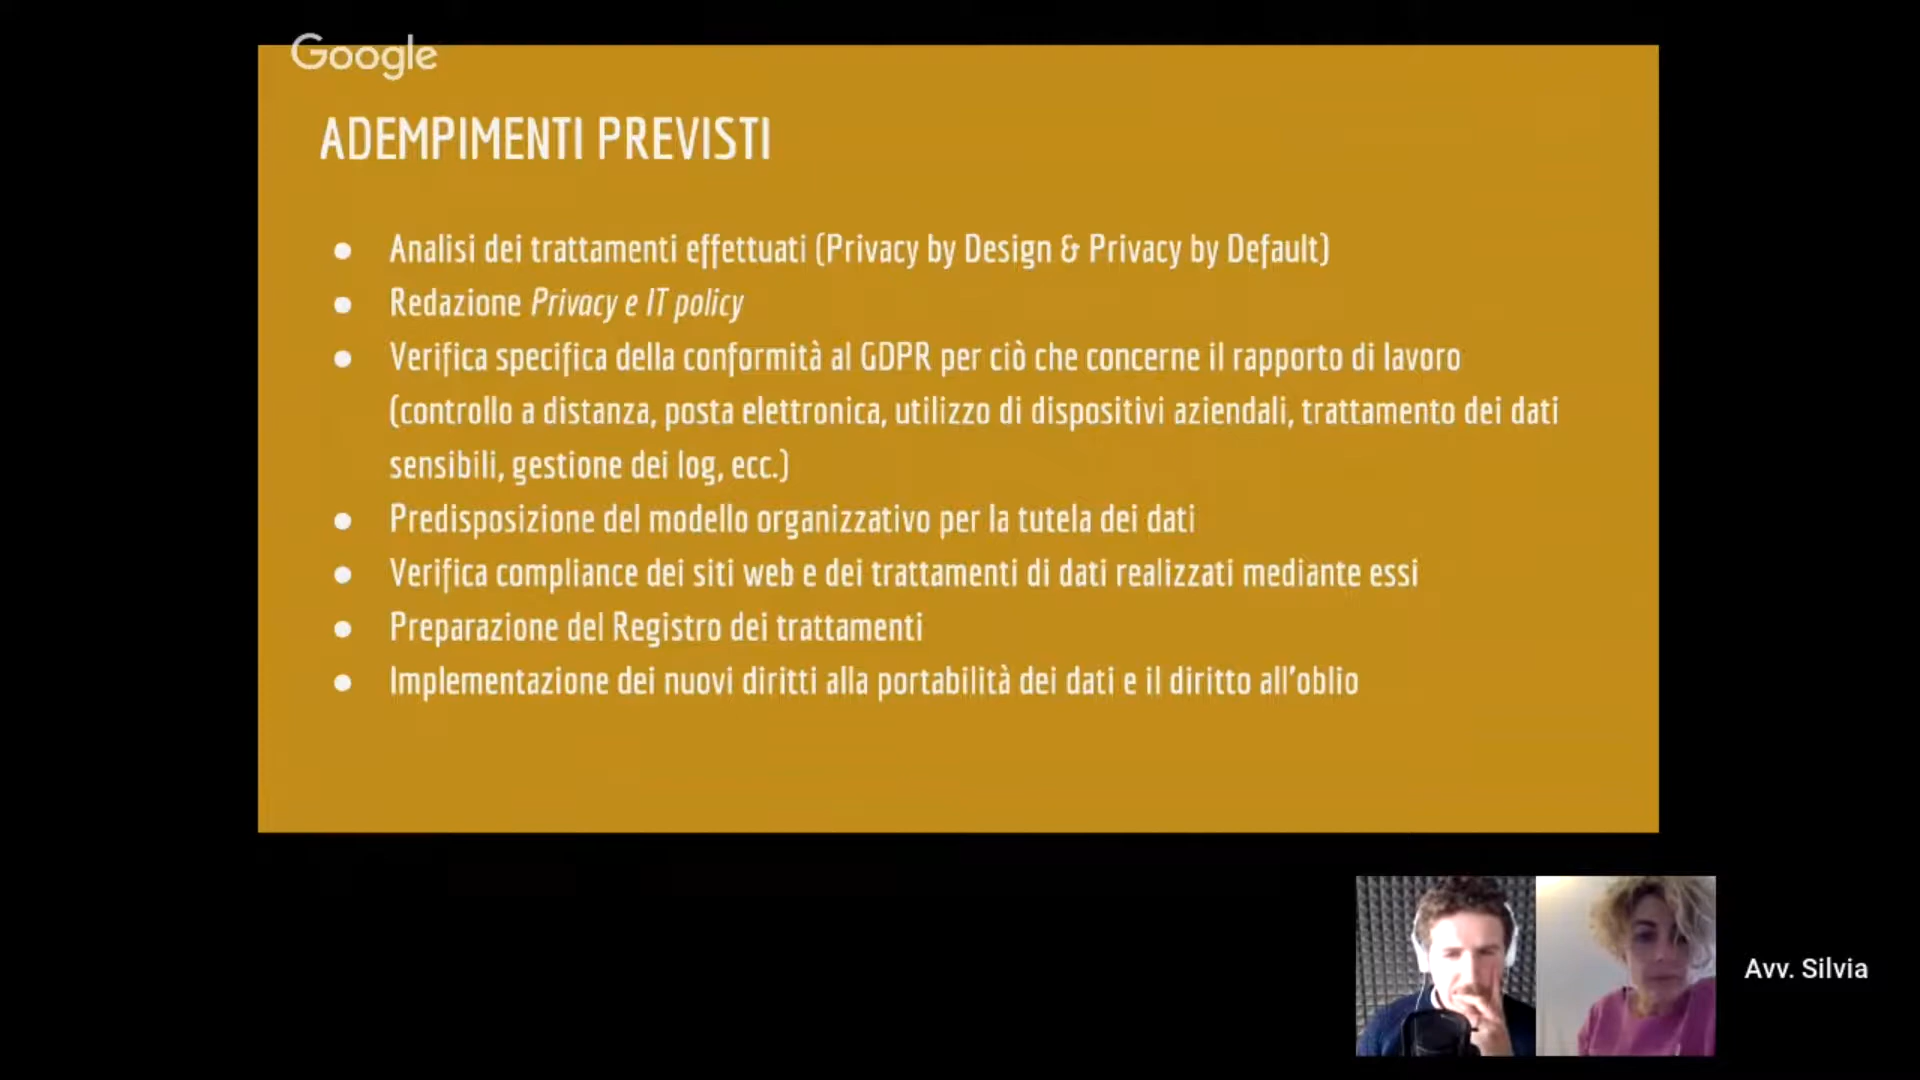 Google
ADEMPIMENTI PREVISTI
● Analisi dei trattamenti effettuati (Privacy by Design & Privacy by Default)
● Redazione Privacy e IT policy
● Verifica specifica della conformità al GDPR per ciò che concerne il rapporto di lavoro
(controllo a distanza, posta elettronica, utilizzo di dispositivi aziendali, trattamento dei dati
sensibili, gestione dei log, ecc.)
● Predisposizione del modello organizzativo per la tutela dei dati
● Verifica compliance dei siti web e dei trattamenti di dati realizzati mediante essi
● Preparazione del Registro dei trattamenti
● Implementazione dei nuovi diritti alla portabilità dei dati e il diritto all'oblio
Avv. Silvia